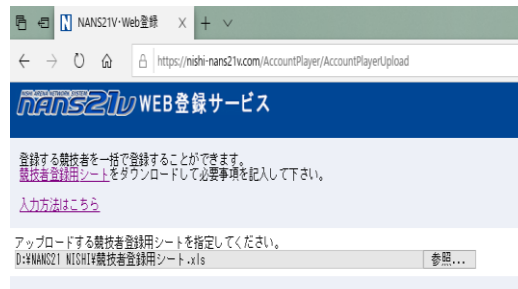 NANS21V･Web登録
https://nishi-nans21v.com/AccountPlayer/AccountPlayerUpload
NISHI ARENA NETWORK SYSTEM
nans21v WEB登録サービス
登録する競技者を一括で登録することができます。
競技者登録用シートをダウンロードして必要事項を記入して下さい。
入力方法はこちら
アップロードする競技者登録用シートを指定してください。
D:¥NANS21 NISHI¥競技者登録用シート.xls
参照...